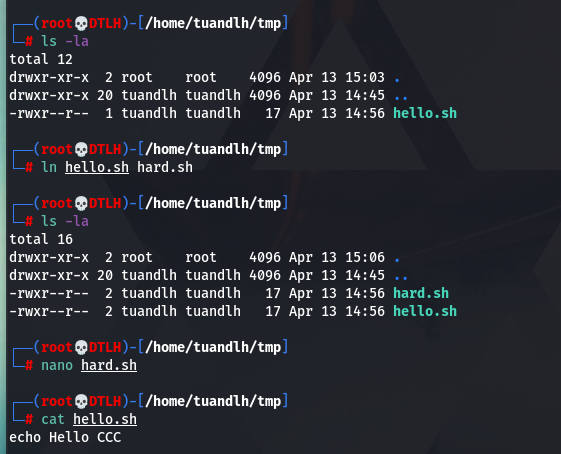 ┌──(root💀DTLH)-[/home/tuandlh/tmp]
└─# ls -la
total 12
drwxr-xr-x  2 root    root    4096 Apr 13 15:03 .
drwxr-xr-x 20 tuandlh tuandlh 4096 Apr 13 14:45 ..
-rwxr--r--  1 tuandlh tuandlh   17 Apr 13 14:56 hello.sh
┌──(root💀DTLH)-[/home/tuandlh/tmp]
└─# ln hello.sh hard.sh
┌──(root💀DTLH)-[/home/tuandlh/tmp]
└─# ls -la
total 16
drwxr-xr-x  2 root    root    4096 Apr 13 15:06 .
drwxr-xr-x 20 tuandlh tuandlh 4096 Apr 13 14:45 ..
-rwxr--r--  2 tuandlh tuandlh   17 Apr 13 14:56 hard.sh
-rwxr--r--  2 tuandlh tuandlh   17 Apr 13 14:56 hello.sh
┌──(root💀DTLH)-[/home/tuandlh/tmp]
└─# nano hard.sh
┌──(root💀DTLH)-[/home/tuandlh/tmp]
└─# cat hello.sh
echo Hello CCC